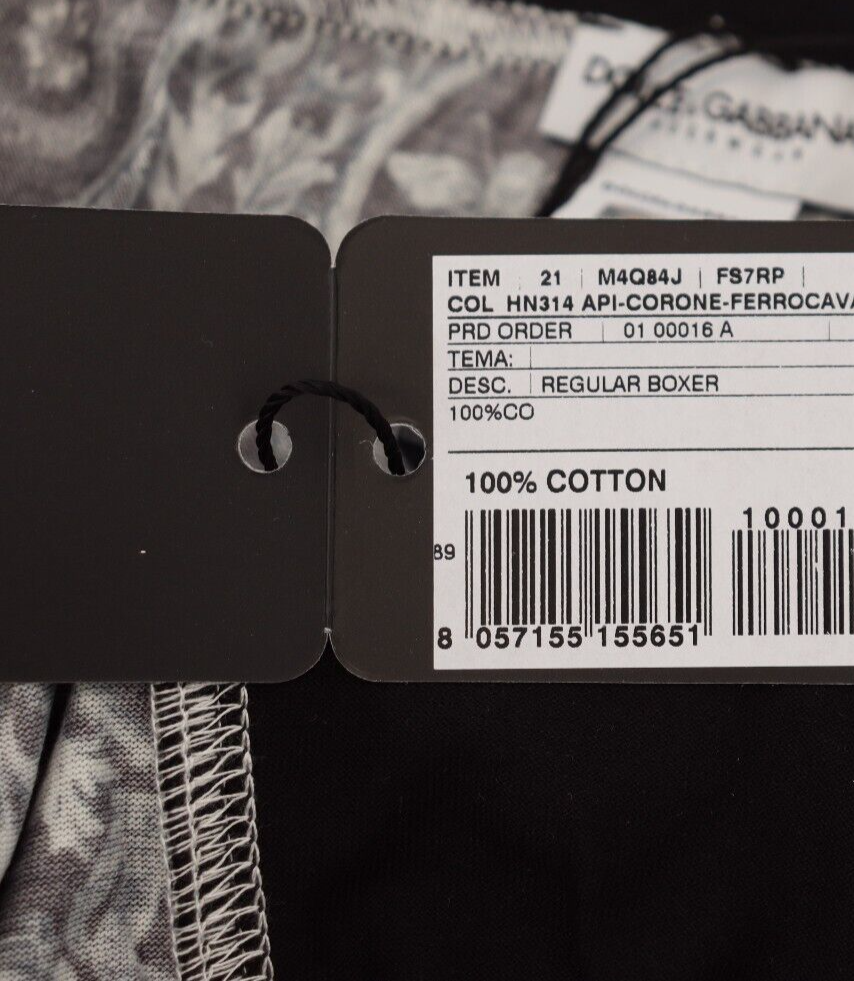 DOLCE & GABBANA
ITEM 21 M4Q84J FS7RP
COL HN314 API-CORONE-FERROCAVA
PRD ORDER 01 00016 A
TEMA:
DESC. REGULAR BOXER
100%CO
100% COTTON
10001
89
8 057155 155651